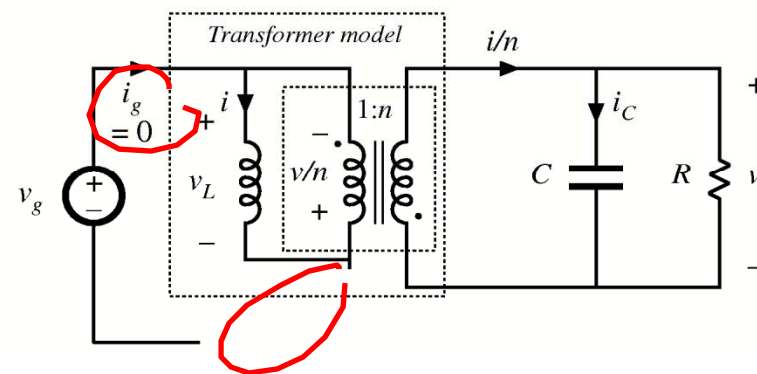 Transformer model
i/n
i_g
= 0
+
i
1:n
i_C
+
v_g
+
−
v_L
−
v/n
+
C
R
v
−
−